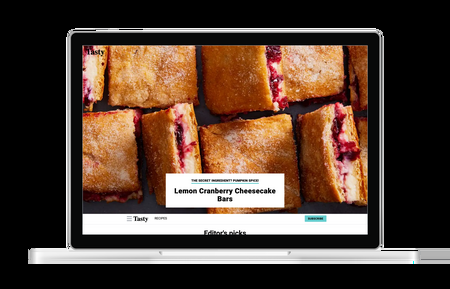 Tasty
THE SECRET INGREDIENT? PUMPKIN SPICE!
Lemon Cranberry Cheesecake
Bars
Tasty
RECIPES
SUBSCRIBE
Editor's picks